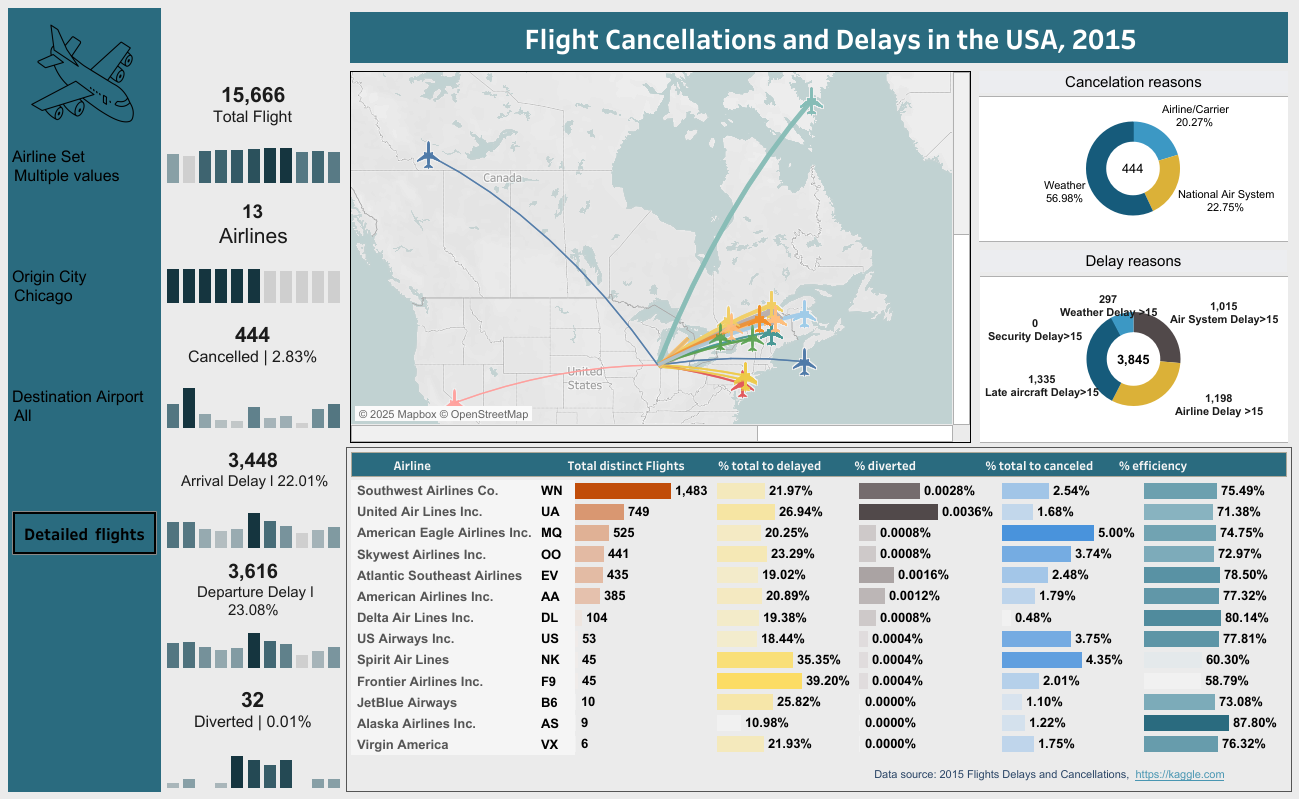 Flight Cancellations and Delays in the USA, 2015
Airline Set
Multiple values
Origin City
Chicago
Destination Airport
All
Detailed flights
15,666
Total Flight
13
Airlines
444
Cancelled | 2.83%
3,448
Arrival Delay l 22.01%
3,616
Departure Delay l
23.08%
32
Diverted | 0.01%
Canada
United
States
© 2025 Mapbox © OpenStreetMap
Cancelation reasons
Airline/Carrier
20.27%
444
Weather
56.98%
National Air System
22.75%
Delay reasons
297
Weather Delay >15
1,015
Air System Delay>15
0
Security Delay>15
3,845
1,335
Late aircraft Delay>15
1,198
Airline Delay >15
Airline Total distinct Flights % total to delayed % diverted % total to canceled % efficiency
Southwest Airlines Co. WN 1,483 21.97% 0.0028% 2.54% 75.49%
United Air Lines Inc. UA 749 26.94% 0.0036% 1.68% 71.38%
American Eagle Airlines Inc. MQ 525 20.25% 0.0008% 5.00% 74.75%
Skywest Airlines Inc. OO 441 23.29% 0.0008% 3.74% 72.97%
Atlantic Southeast Airlines EV 435 19.02% 0.0016% 2.48% 78.50%
American Airlines Inc. AA 385 20.89% 0.0012% 1.79% 77.32%
Delta Air Lines Inc. DL 104 19.38% 0.0008% 0.48% 80.14%
US Airways Inc. US 53 18.44% 0.0004% 3.75% 77.81%
Spirit Air Lines NK 45 35.35% 0.0004% 4.35% 60.30%
Frontier Airlines Inc. F9 45 39.20% 0.0004% 2.01% 58.79%
JetBlue Airways B6 10 25.82% 0.0000% 1.10% 73.08%
Alaska Airlines Inc. AS 9 10.98% 0.0000% 1.22% 87.80%
Virgin America VX 6 21.93% 0.0000% 1.75% 76.32%
Data source: 2015 Flights Delays and Cancellations, https://kaggle.com